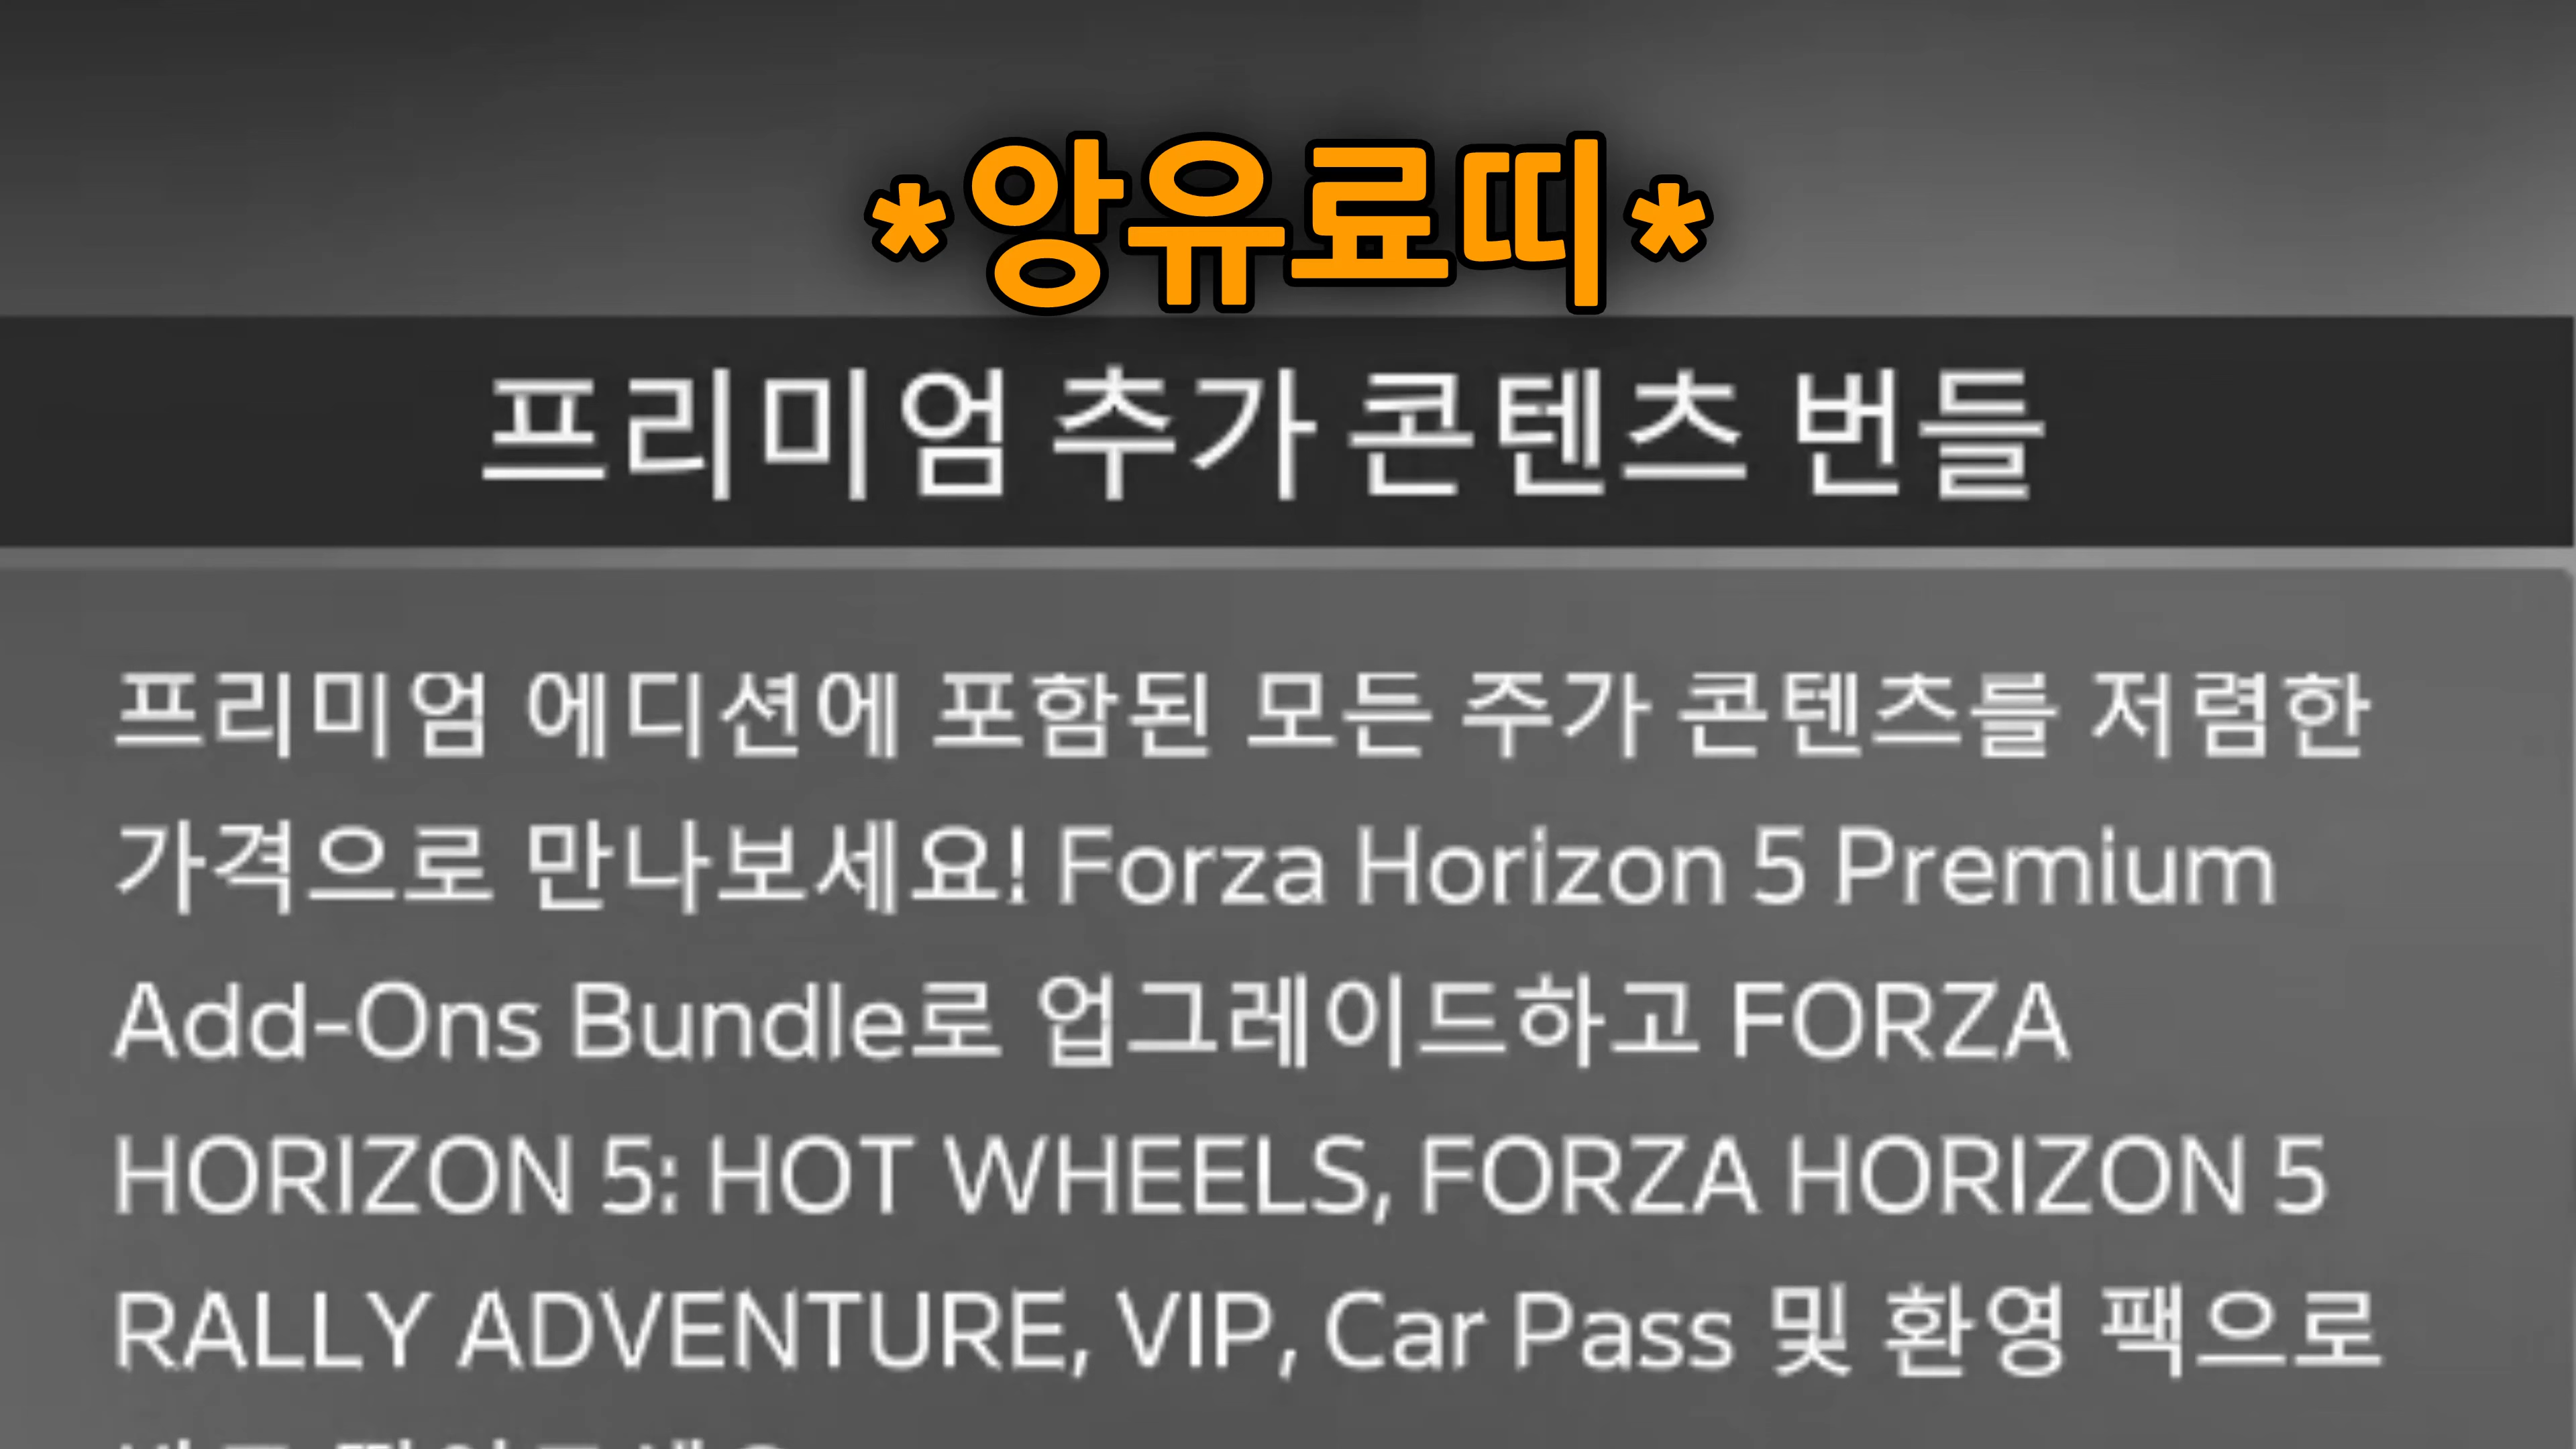 *앙유료띠*
프리미엄 추가 콘텐츠 번들
프리미엄 에디션에 포함된 모든 추가 콘텐츠를 저렴한
가격으로 만나보세요! Forza Horizon 5 Premium
Add-Ons Bundle로 업그레이드하고 FORZA
HORIZON 5: HOT WHEELS, FORZA HORIZON 5
RALLY ADVENTURE, VIP, Car Pass 및 환영 팩으로